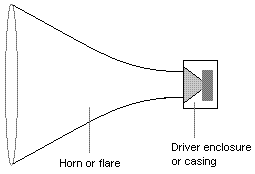 Horn or flare
Driver enclosure
or casing